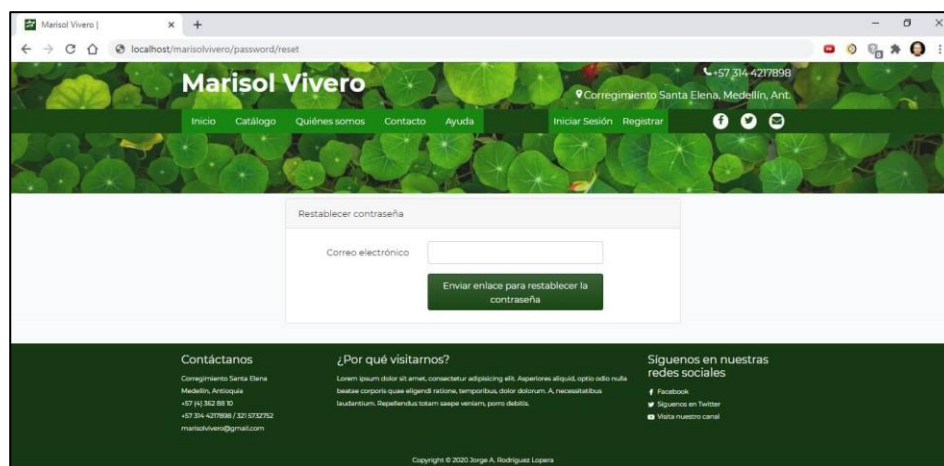 Marisol Vivero |
localhost/marisolvivero/password/reset
Marisol Vivero
+57 314 4217898
Corregimiento Santa Elena, Medellín, Ant.
Inicio Catálogo Quiénes somos Contacto Ayuda Iniciar Sesión Registrar
Restablecer contraseña
Correo electrónico
Enviar enlace para restablecer la
contraseña
Contáctanos
Corregimiento Santa Elena
Medellín, Antioquia
+57 (4) 362 88 10
+57 314 4217898 / 321 5732752
marisolvivero@gmail.com
¿Por qué visitarnos?
Lorem ipsum dolor sit amet, consectetur adipisicing elit. Asperiores aliquid, optio odio nulla
beatae corporis quae eligendi ratione, temporibus, dolor dolorum. A, necessitatibus
laudantium. Repellendus totam saepe veniam, porro debitis.
Síguenos en nuestras
redes sociales
Facebook
Siguenos en Twitter
Visita nuestro canal
Copyright © 2020 Jorge A. Rodríguez Lopera